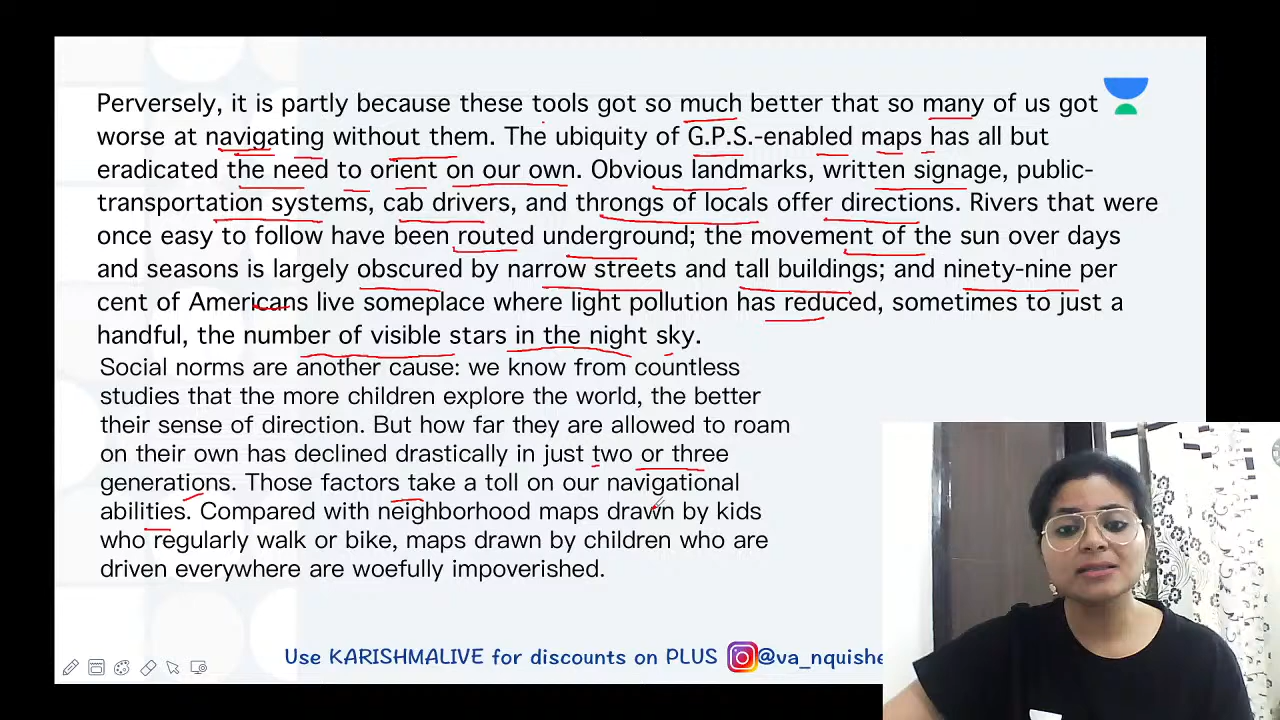 Perversely, it is partly because these tools got so much better that so many of us got
worse at navigating without them. The ubiquity of G.P.S.-enabled maps has all but
eradicated the need to orient on our own. Obvious landmarks, written signage, public-
transportation systems, cab drivers, and throngs of locals offer directions. Rivers that were
once easy to follow have been routed underground; the movement of the sun over days
and seasons is largely obscured by narrow streets and tall buildings; and ninety-nine per
cent of Americans live someplace where light pollution has reduced, sometimes to just a
handful, the number of visible stars in the night sky.
Social norms are another cause: we know from countless
studies that the more children explore the world, the better
their sense of direction. But how far they are allowed to roam
on their own has declined drastically in just two or three
generations. Those factors take a toll on our navigational
abilities. Compared with neighborhood maps drawn by kids
who regularly walk or bike, maps drawn by children who are
driven everywhere are woefully impoverished.
Use KARISHMALIVE for discounts on PLUS @va_nquishe